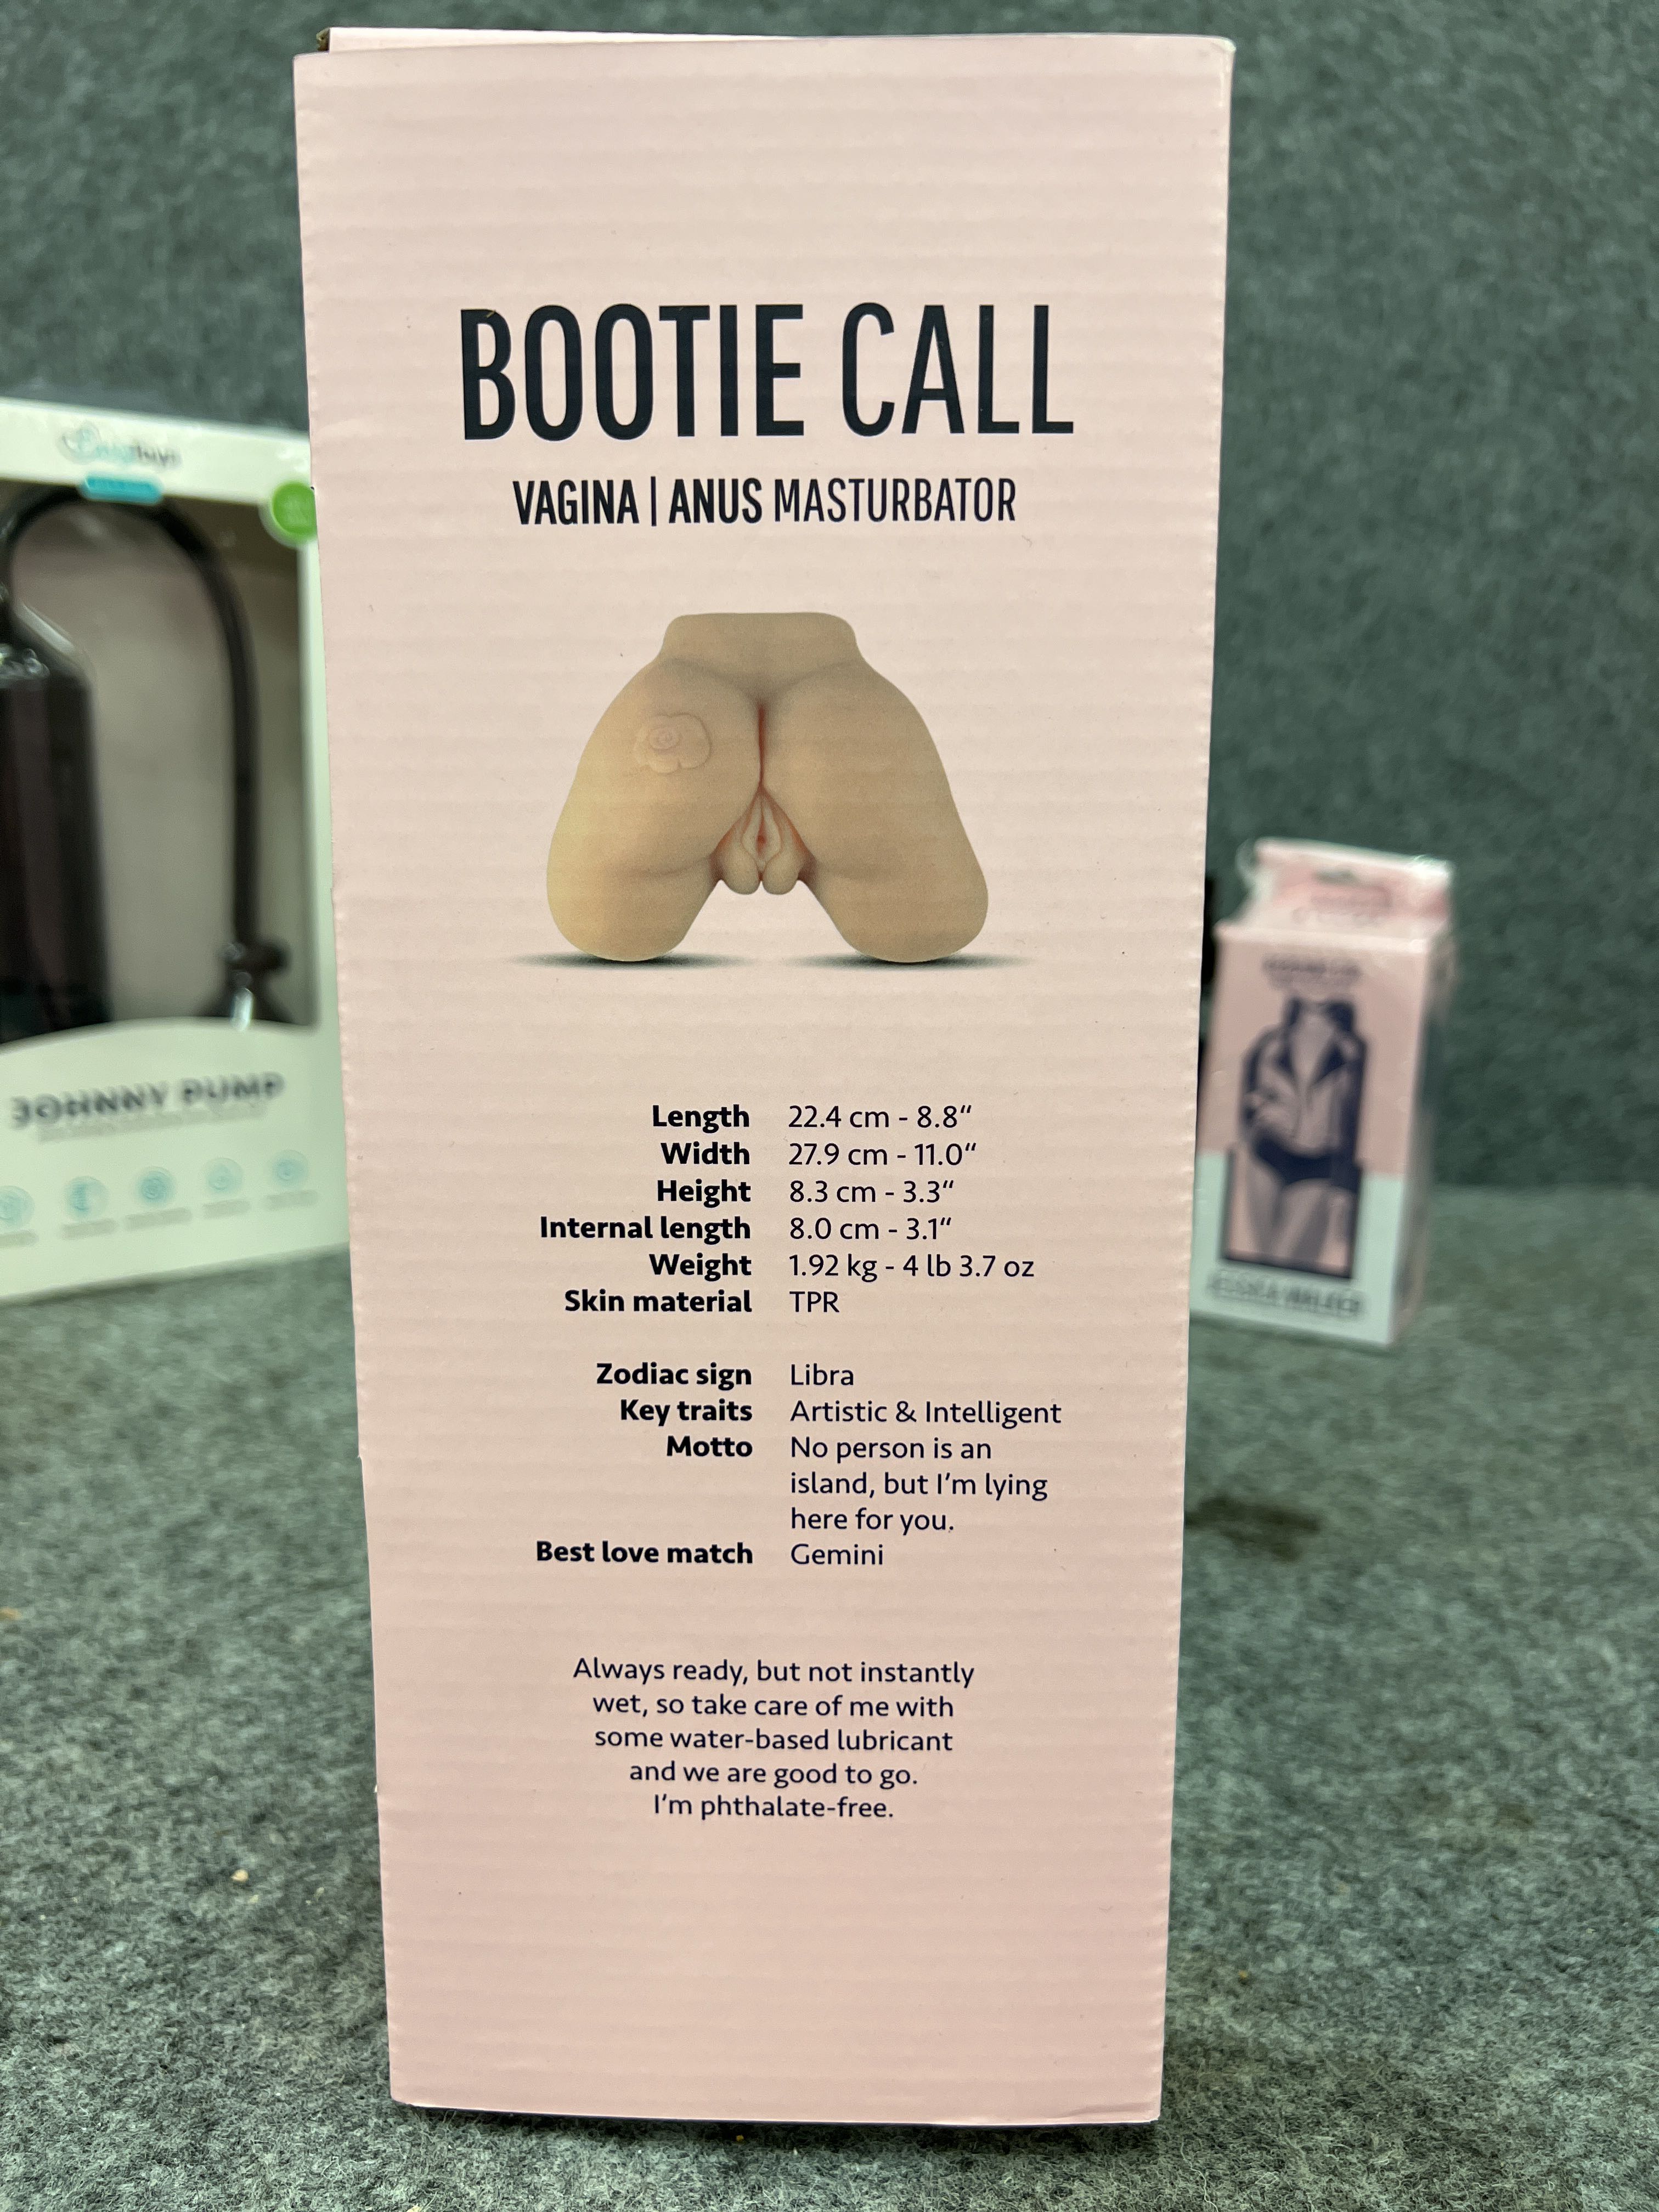 BOOTIE CALL
VAGINA | ANUS MASTURBATOR
Length 22.4 cm - 8.8“
Width 27.9 cm - 11.0“
Height 8.3 cm - 3.3“
Internal length 8.0 cm - 3.1“
Weight 1.92 kg - 4 lb 3.7 oz
Skin material TPR
Zodiac sign Libra
Key traits Artistic & Intelligent
Motto No person is an
island, but I’m lying
here for you.
Best love match Gemini
Always ready, but not instantly
wet, so take care of me with
some water-based lubricant
and we are good to go.
I’m phthalate-free.
JOHNNY PUMP